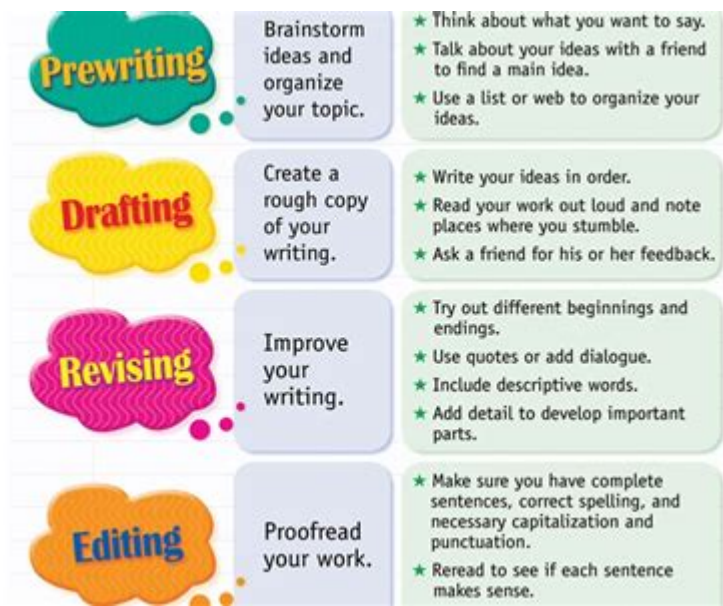 Prewriting
Brainstorm
ideas and
organize
your topic.
★ Think about what you want to say.
★ Talk about your ideas with a friend
to find a main idea.
★ Use a list or web to organize your
ideas.
Drafting
Create a
rough copy
of your
writing.
★ Write your ideas in order.
★ Read your work out loud and note
places where you stumble.
★ Ask a friend for his or her feedback.
Revising
Improve
your
writing.
★ Try out different beginnings and
endings.
★ Use quotes or add dialogue.
★ Include descriptive words.
★ Add detail to develop important
parts.
Editing
Proofread
your work.
★ Make sure you have complete
sentences, correct spelling, and
necessary capitalization and
punctuation.
★ Reread to see if each sentence
makes sense.